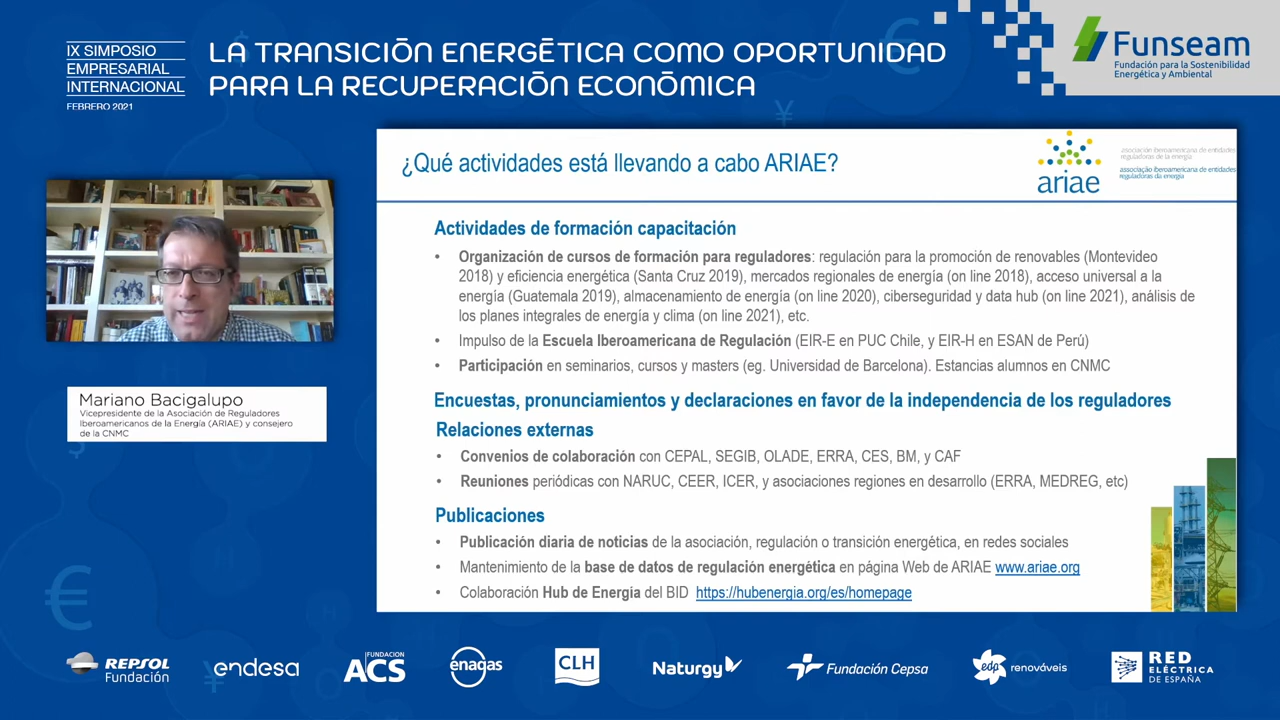 IX SIMPOSIO
EMPRESARIAL
INTERNACIONAL
FEBRERO 2021
LA TRANSICIÓN ENERGÉTICA COMO OPORTUNIDAD
PARA LA RECUPERACIÓN ECONÓMICA
Funseam
Fundación para la Sostenibilidad
Energética y Ambiental
¿Qué actividades está llevando a cabo ARIAE?
ariae
asociación iberoamericana de entidades
reguladoras de la energía
associação iberoamericana de entidades
reguladoras da energia
Actividades de formación capacitación
• Organización de cursos de formación para reguladores: regulación para la promoción de renovables (Montevideo
2018) y eficiencia energética (Santa Cruz 2019), mercados regionales de energía (on line 2018), acceso universal a la
energía (Guatemala 2019), almacenamiento de energía (on line 2020), ciberseguridad y data hub (on line 2021), análisis de
los planes integrales de energía y clima (on line 2021), etc.
• Impulso de la Escuela Iberoamericana de Regulación (EIR-E en PUC Chile, y EIR-H en ESAN de Perú)
• Participación en seminarios, cursos y masters (eg. Universidad de Barcelona). Estancias alumnos en CNMC
Encuestas, pronunciamientos y declaraciones en favor de la independencia de los reguladores
Relaciones externas
• Convenios de colaboración con CEPAL, SEGIB, OLADE, ERRA, CES, BM, y CAF
• Reuniones periódicas con NARUC, CEER, ICER, y asociaciones regiones en desarrollo (ERRA, MEDREG, etc)
Publicaciones
• Publicación diaria de noticias de la asociación, regulación o transición energética, en redes sociales
• Mantenimiento de la base de datos de regulación energética en página Web de ARIAE www.ariae.org
• Colaboración Hub de Energía del BID https://hubenergia.org/es/homepage
Mariano Bacigalupo
Vicepresidente de la Asociación de Reguladores
Iberoamericanos de la Energía (ARIAE) y consejero
de la CNMC
REPSOL
Fundación
endesa
FUNDACION
ACS
enagas
CLH
Naturgy
Fundación Cepsa
edp renováveis
RED
ELÉCTRICA
DE ESPAÑA